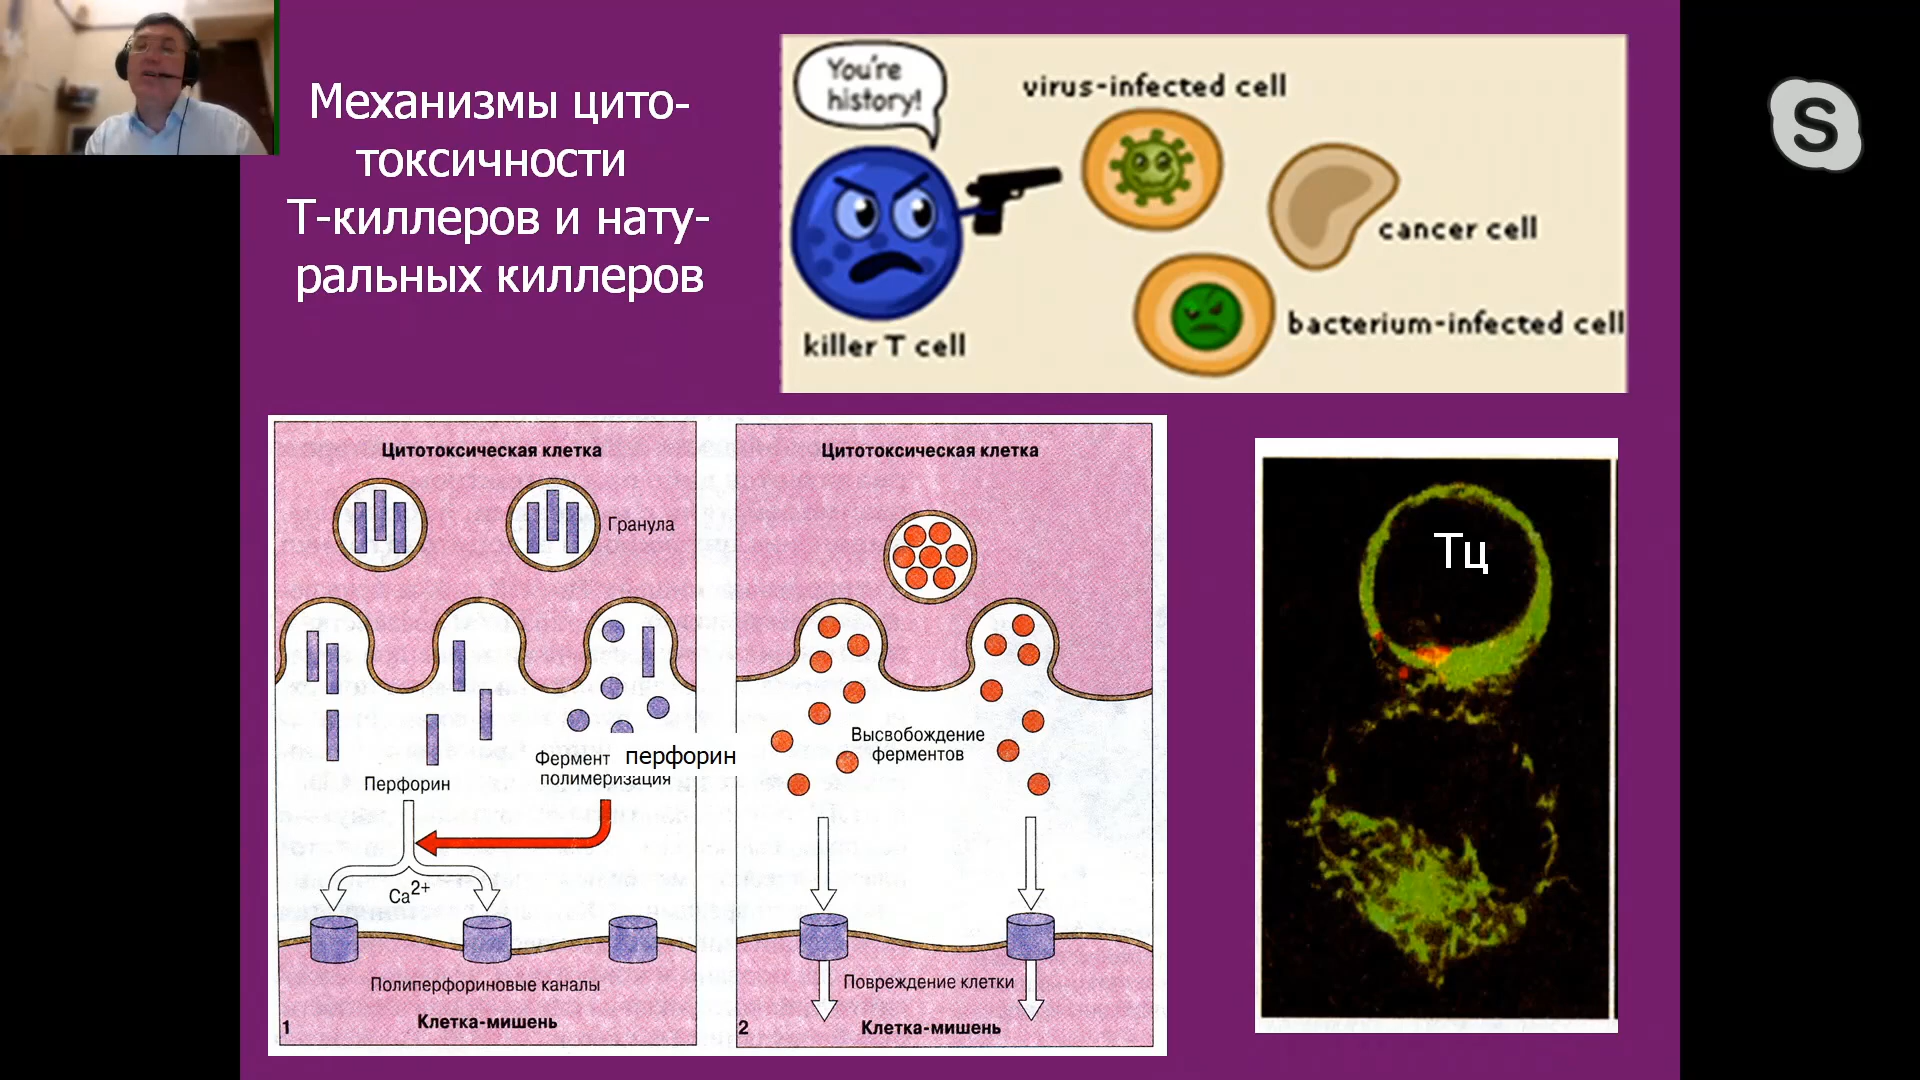 Механизмы цито-
токсичности
Т-киллеров и нату-
ральных киллеров
You're
history!
virus-infected cell
cancer cell
bacterium-infected cell
killer T cell
Цитотоксическая клетка
Гранула
Перфорин
Фермент
перфорин
полимеризация
Ca2+
Полиперфориновые каналы
1
Клетка-мишень
Цитотоксическая клетка
Высвобождение
ферментов
Повреждение клетки
2
Клетка-мишень
Тц
S